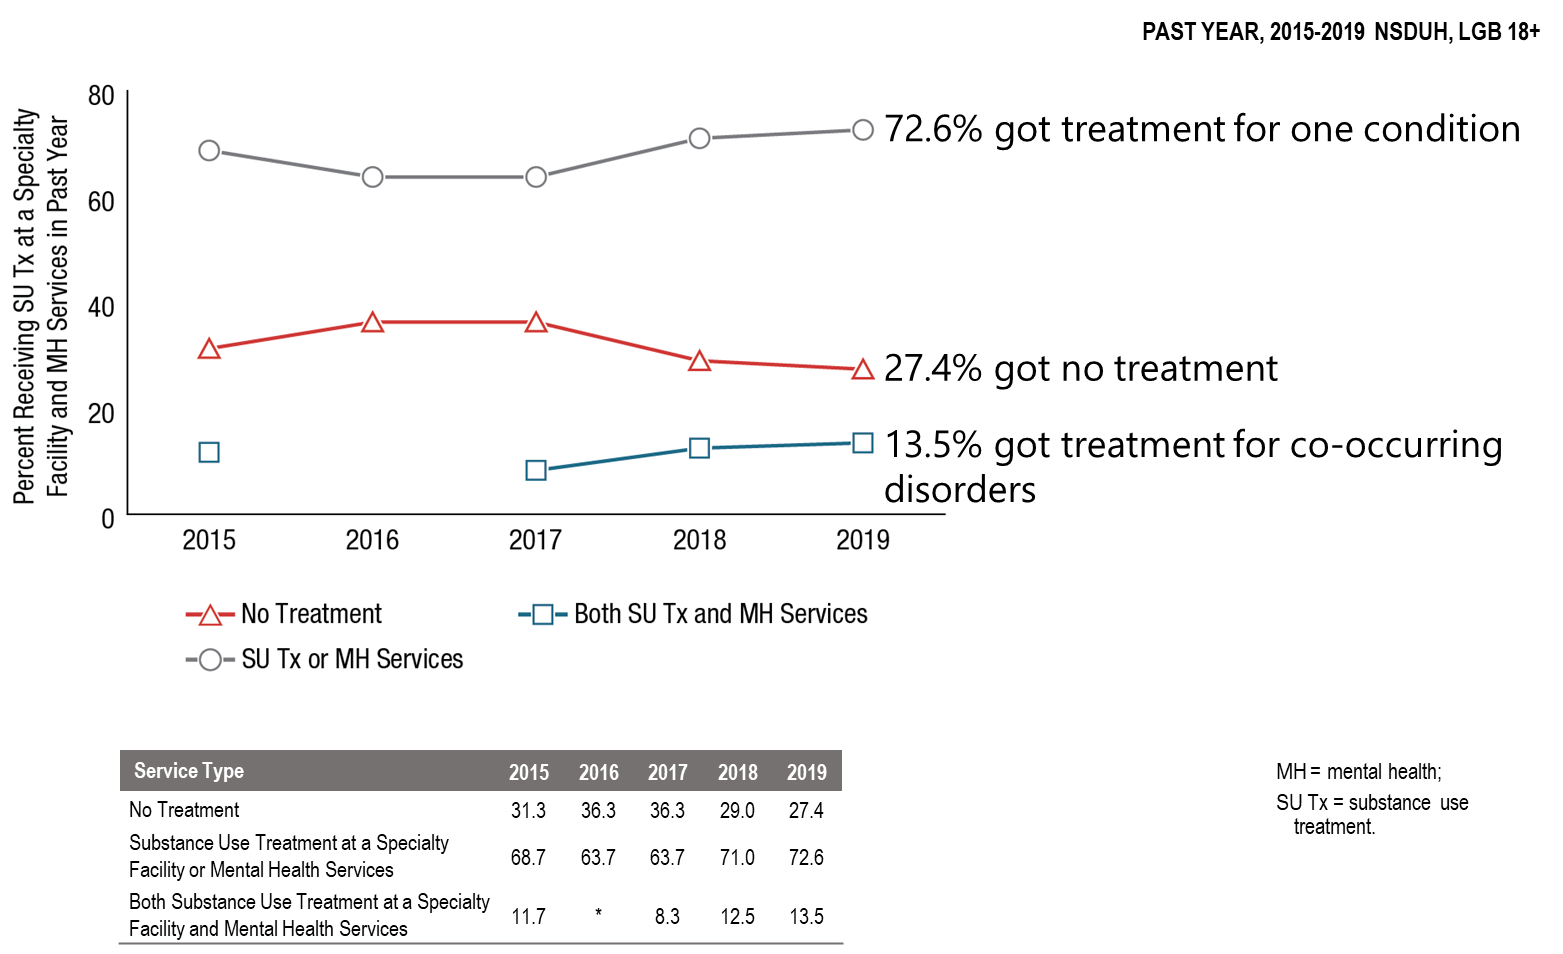 PAST YEAR, 2015-2019 NSDUH, LGB 18+
Percent Receiving SU Tx at a Specialty
Facility and MH Services in Past Year
80
60
40
20
0
72.6% got treatment for one condition
27.4% got no treatment
13.5% got treatment for co-occurring
disorders
2015 2016 2017 2018 2019
No Treatment
Both SU Tx and MH Services
SU Tx or MH Services
Service Type 2015 2016 2017 2018 2019
No Treatment 31.3 36.3 36.3 29.0 27.4
Substance Use Treatment at a Specialty
Facility or Mental Health Services 68.7 63.7 63.7 71.0 72.6
Both Substance Use Treatment at a Specialty
Facility and Mental Health Services 11.7 * 8.3 12.5 13.5
MH = mental health;
SU Tx = substance use
treatment.